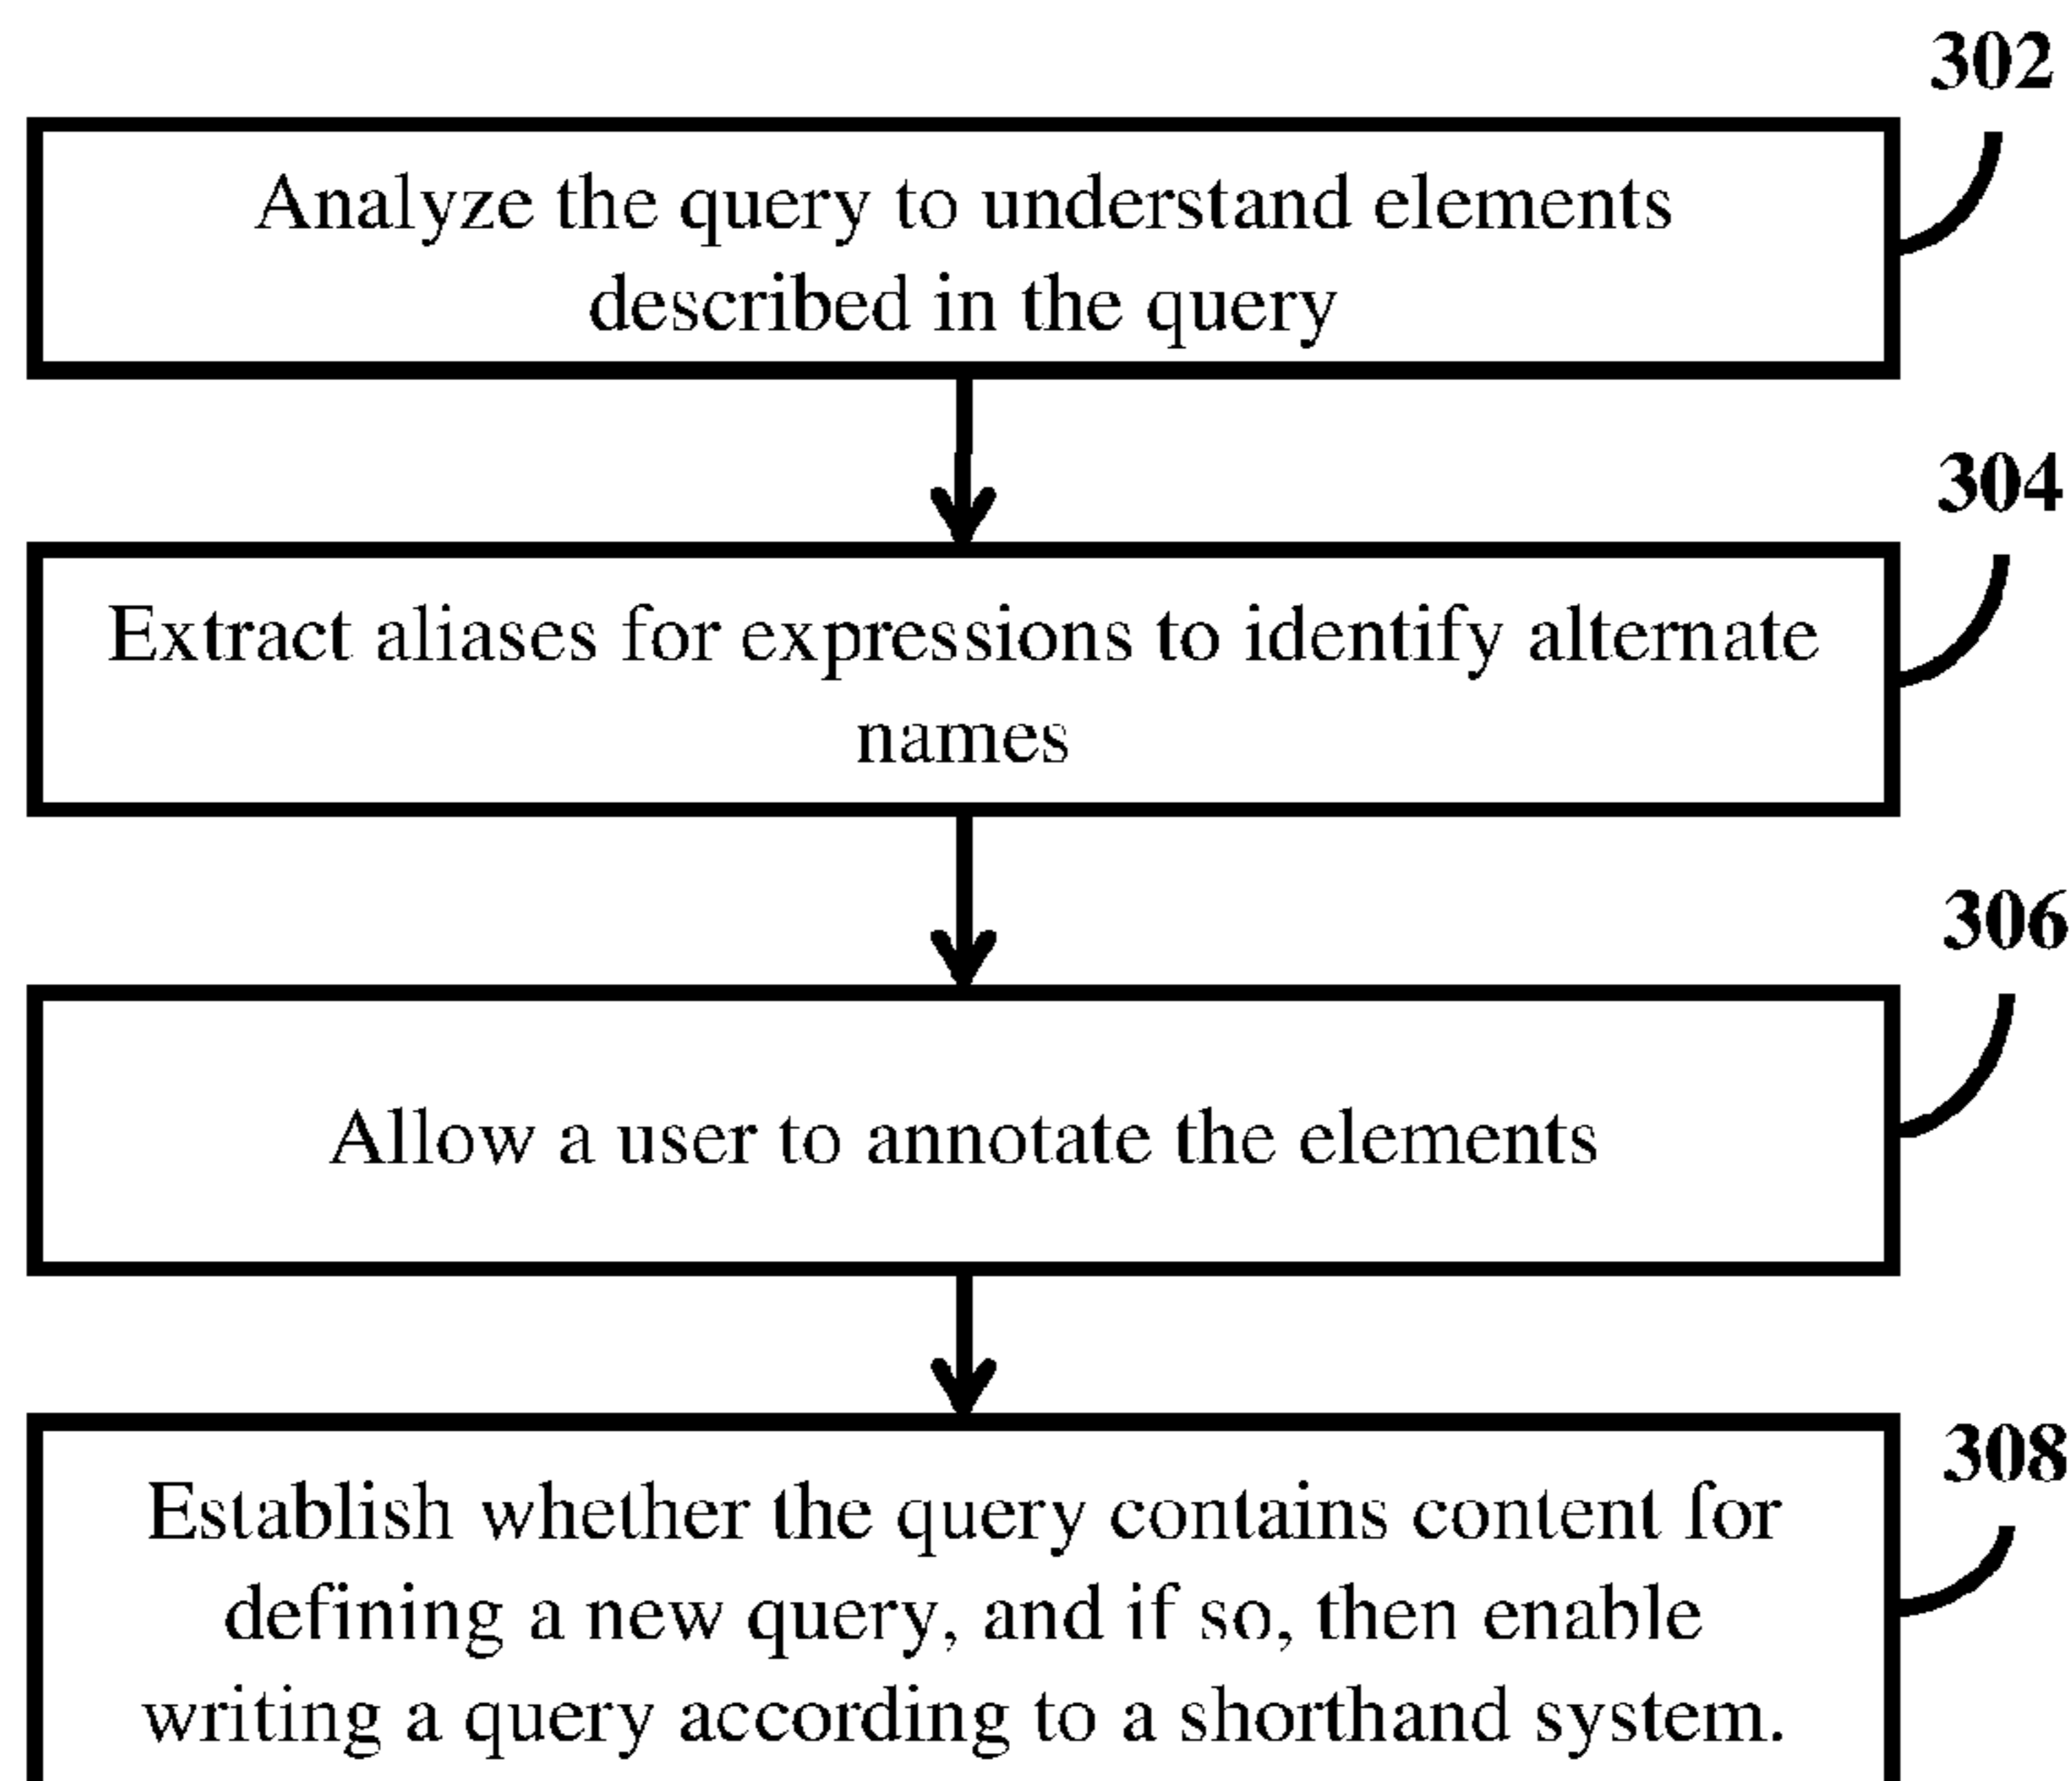 302
Analyze the query to understand elements
described in the query
304
Extract aliases for expressions to identify alternate
names
306
Allow a user to annotate the elements
308
Establish whether the query contains content for
defining a new query, and if so, then enable
writing a query according to a shorthand system.